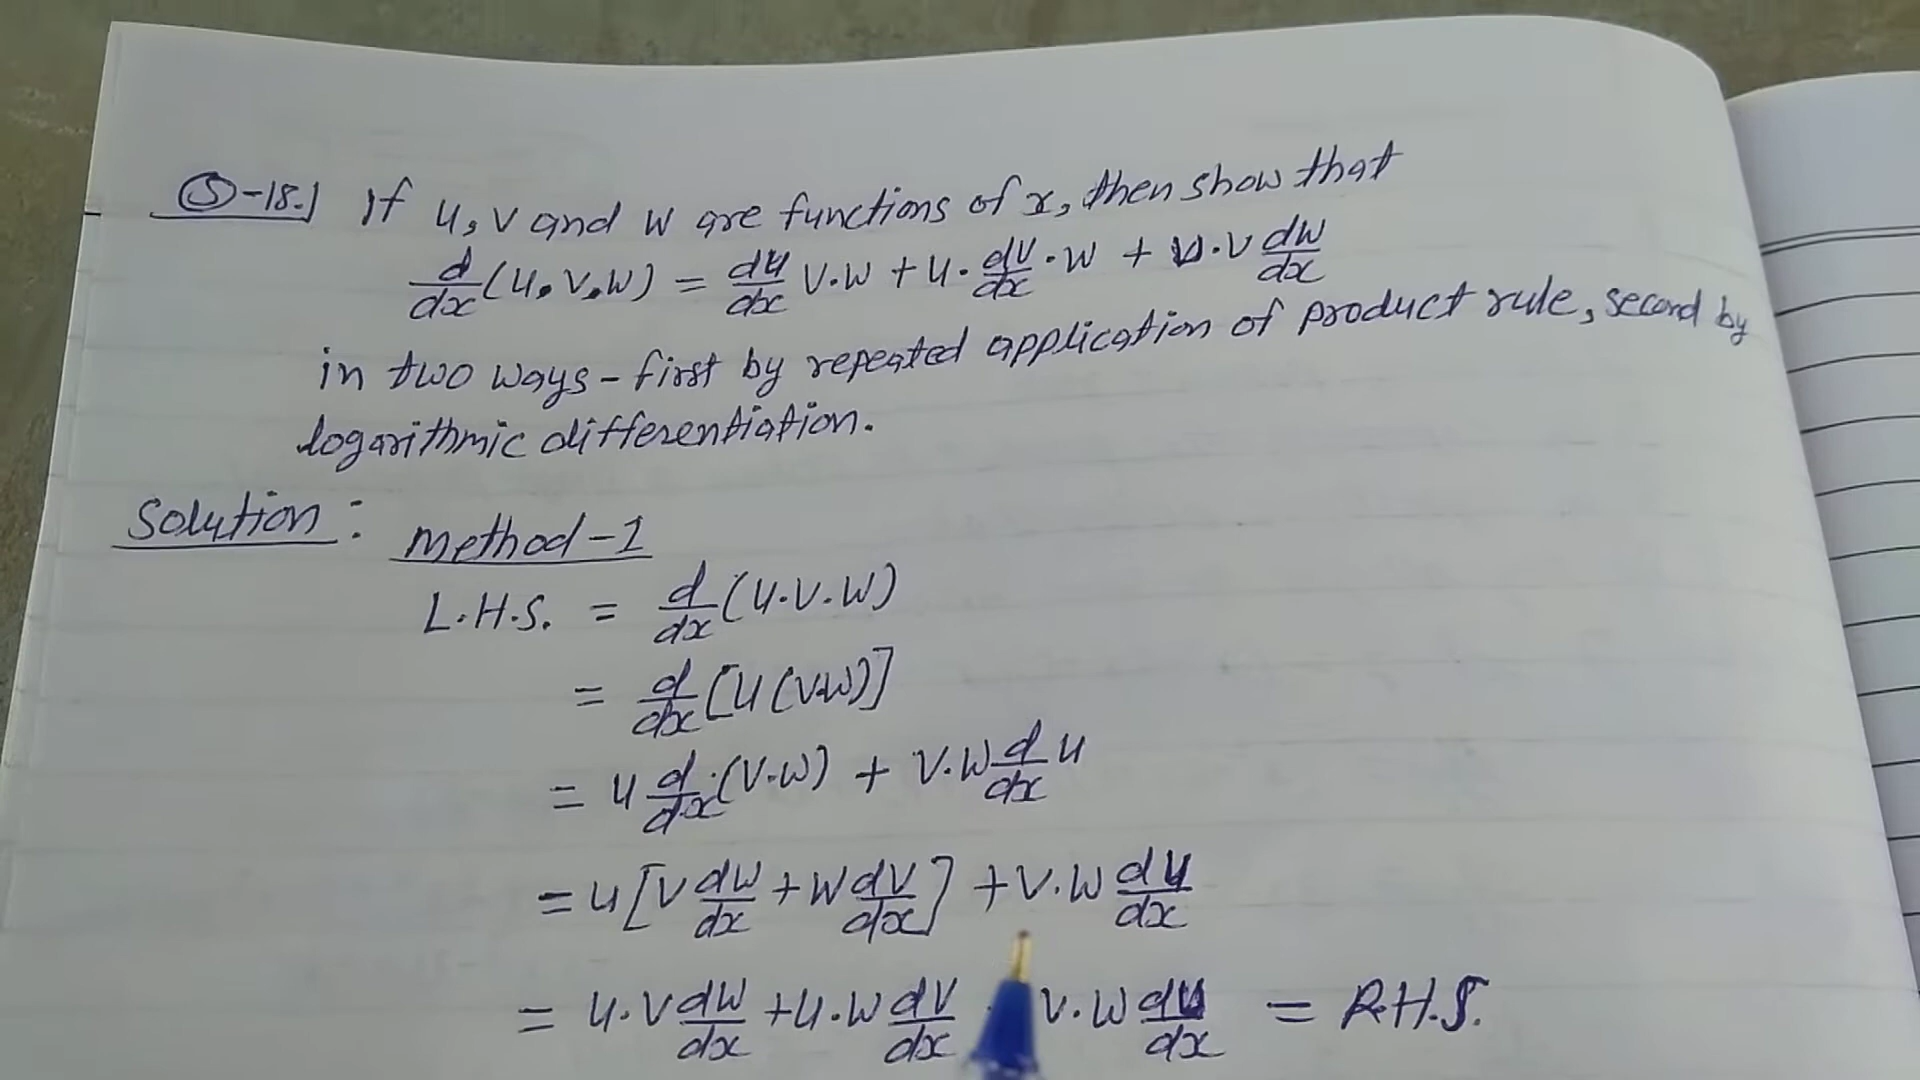 S-18.) If u, v and w are functions of x, then show that
d/dx (u.v.w) = du/dx v.w + u. dv/dx .w + u.v dw/dx
in two ways - first by repeated application of product rule, second by
logarithmic differentiation.
Solution: Method-1
L.H.S. = d/dx (u.v.w)
= d/dx [u (v.w)]
= u d/dx (v.w) + v.w d/dx u
= u [v dw/dx + w dv/dx] + v.w du/dx
= u.v dw/dx + u.w dv/dx v.w du/dx = R.H.S.